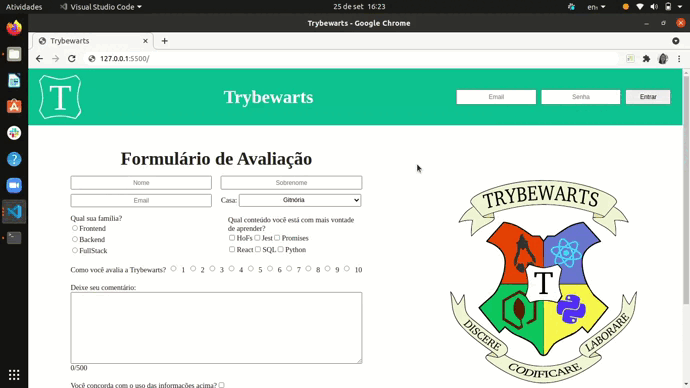 Atividades
Visual Studio Code
25 de set 16:23
en₁
Trybewarts - Google Chrome
Trybewarts
127.0.0.1:5500/
T
Trybewarts
Email
Senha
Entrar
Formulário de Avaliação
Nome
Sobrenome
Email
Casa: Gitnória
Qual sua família?
Frontend
Backend
FullStack
Qual conteúdo você está com mais vontade
de aprender?
HoFs Jest Promises
React SQL Python
Como você avalia a Trybewarts? 1 2 3 4 5 6 7 8 9 10
Deixe seu comentário:
0/500
Você concorda com o uso das informações acima?
TRYBEWARTS
T
DISCERE
CODIFICARE
LABORARE